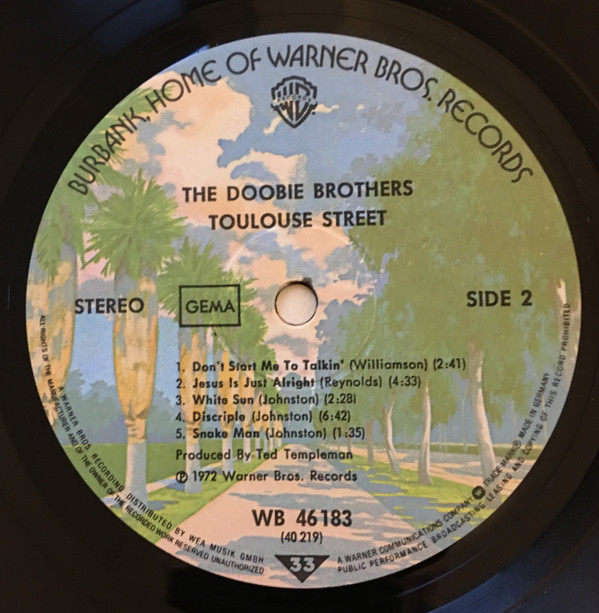 BURBANK, HOME OF WARNER BROS. RECORDS
WB
RECORDS
THE DOOBIE BROTHERS
TOULOUSE STREET
STEREO
GEMA
SIDE 2
1. Don't Start Me To Talkin' (Williamson) (2:41)
2. Jesus Is Just Alright (Reynolds) (4:33)
3. White Sun (Johnston) (2:28)
4. Disciple (Johnston) (6:42)
5. Snake Man (Johnston) (1:35)
Produced By Ted Templeman
℗ 1972 Warner Bros. Records
WB 46183
(40 219)
33
ALL RIGHTS OF THE MANUFACTURER AND OF THE OWNER OF THE RECORDED WORK RESERVED UNAUTHORIZED
A WARNER BROS RECORDING DISTRIBUTED BY WEA MUSIK GMBH
A WARNER COMMUNICATIONS COMPANY TRADE MARKS MADE IN GERMANY
PUBLIC PERFORMANCE BROADCASTING LEASING AND COPYING OF THIS RECORD PROHIBITED